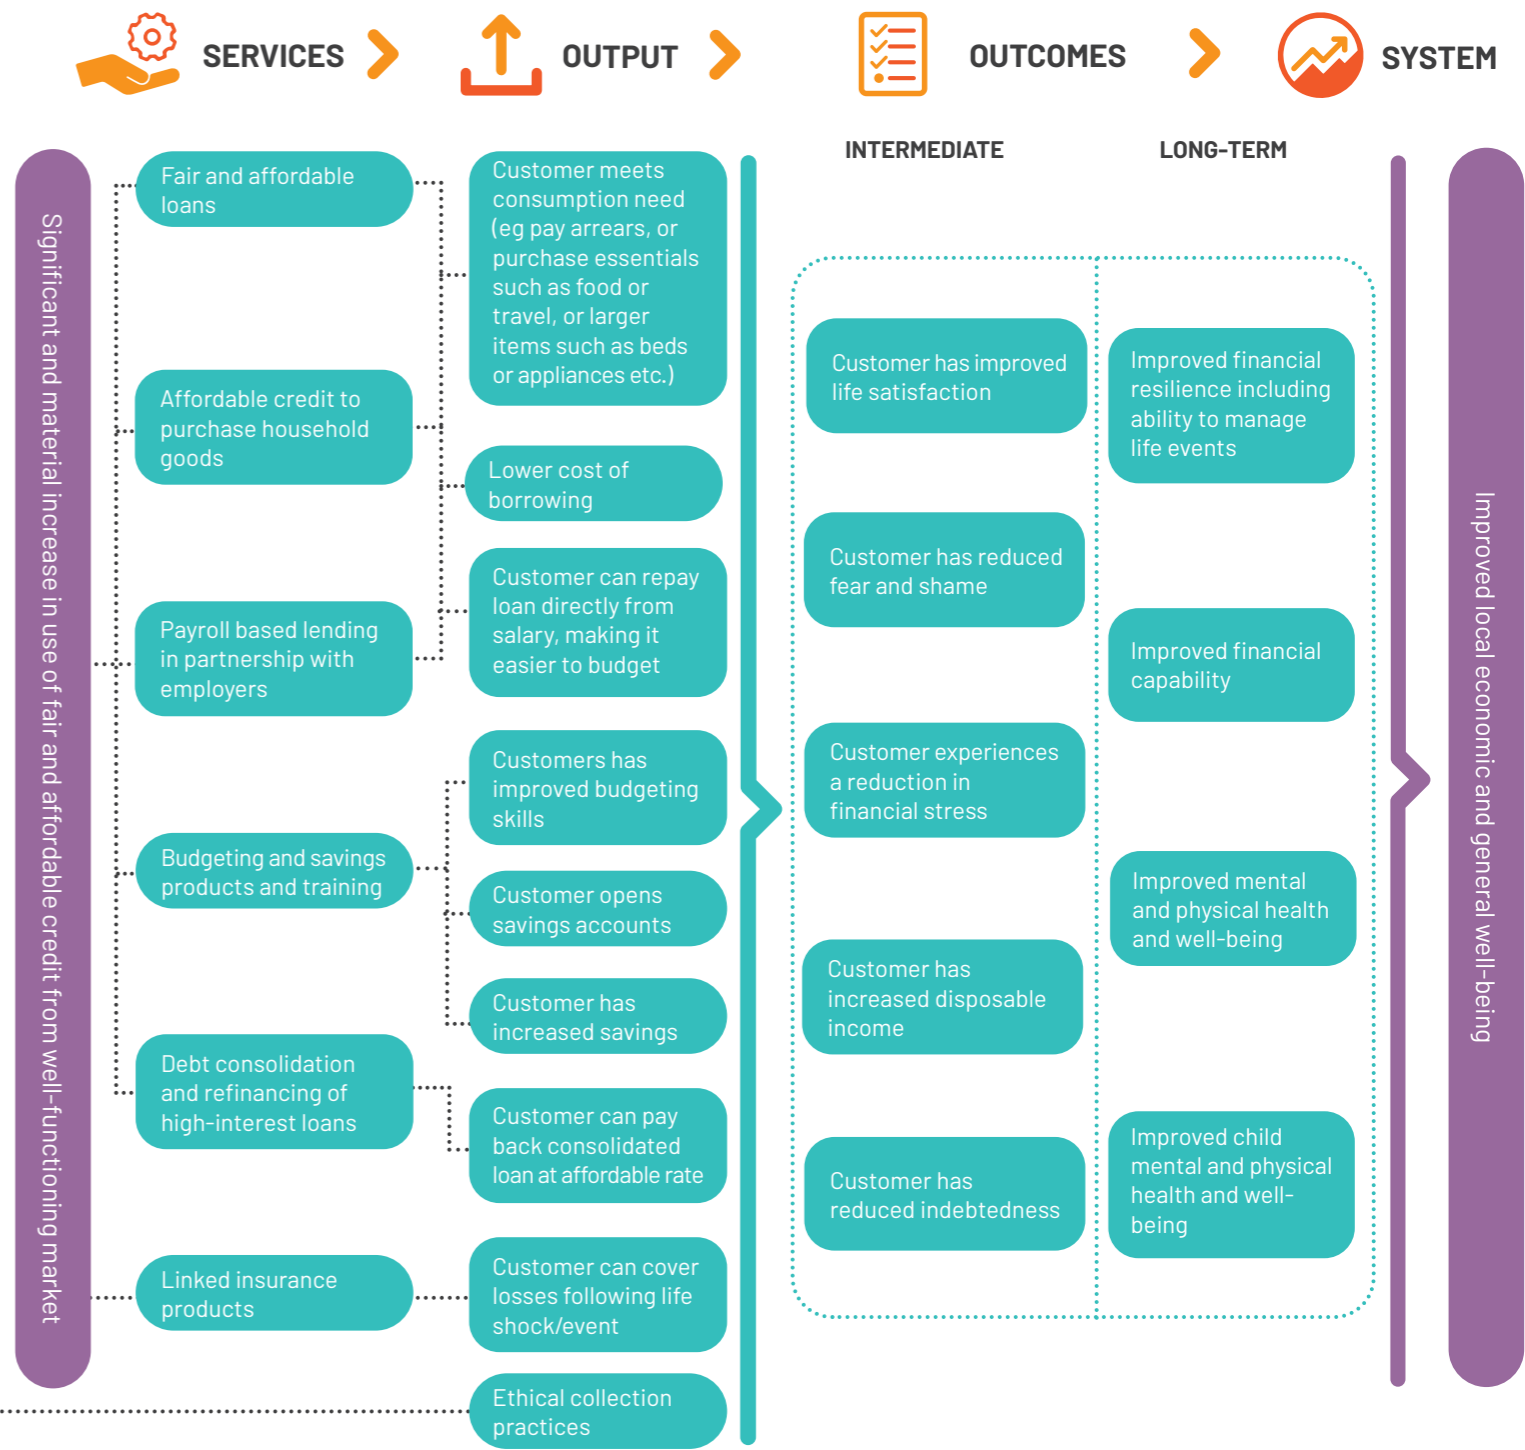 SERVICES
OUTPUT
OUTCOMES
SYSTEM
INTERMEDIATE
LONG-TERM
Significant and material increase in use of fair and affordable credit from well-functioning market
Fair and affordable
loans
Affordable credit to
purchase household
goods
Payroll based lending
in partnership with
employers
Budgeting and savings
products and training
Debt consolidation
and refinancing of
high-interest loans
Linked insurance
products
Customer meets
consumption need
(eg pay arrears, or
purchase essentials
such as food or
travel, or larger
items such as beds
or appliances etc.)
Lower cost of
borrowing
Customer can repay
loan directly from
salary, making it
easier to budget
Customers has
improved budgeting
skills
Customer opens
savings accounts
Customer has
increased savings
Customer can pay
back consolidated
loan at affordable rate
Customer can cover
losses following life
shock/event
Ethical collection
practices
Customer has improved
life satisfaction
Customer has reduced
fear and shame
Customer experiences
a reduction in
financial stress
Customer has
increased disposable
income
Customer has
reduced indebtedness
Improved financial
resilience including
ability to manage
life events
Improved financial
capability
Improved mental
and physical health
and well-being
Improved child
mental and physical
health and well-
being
Improved local economic and general well-being